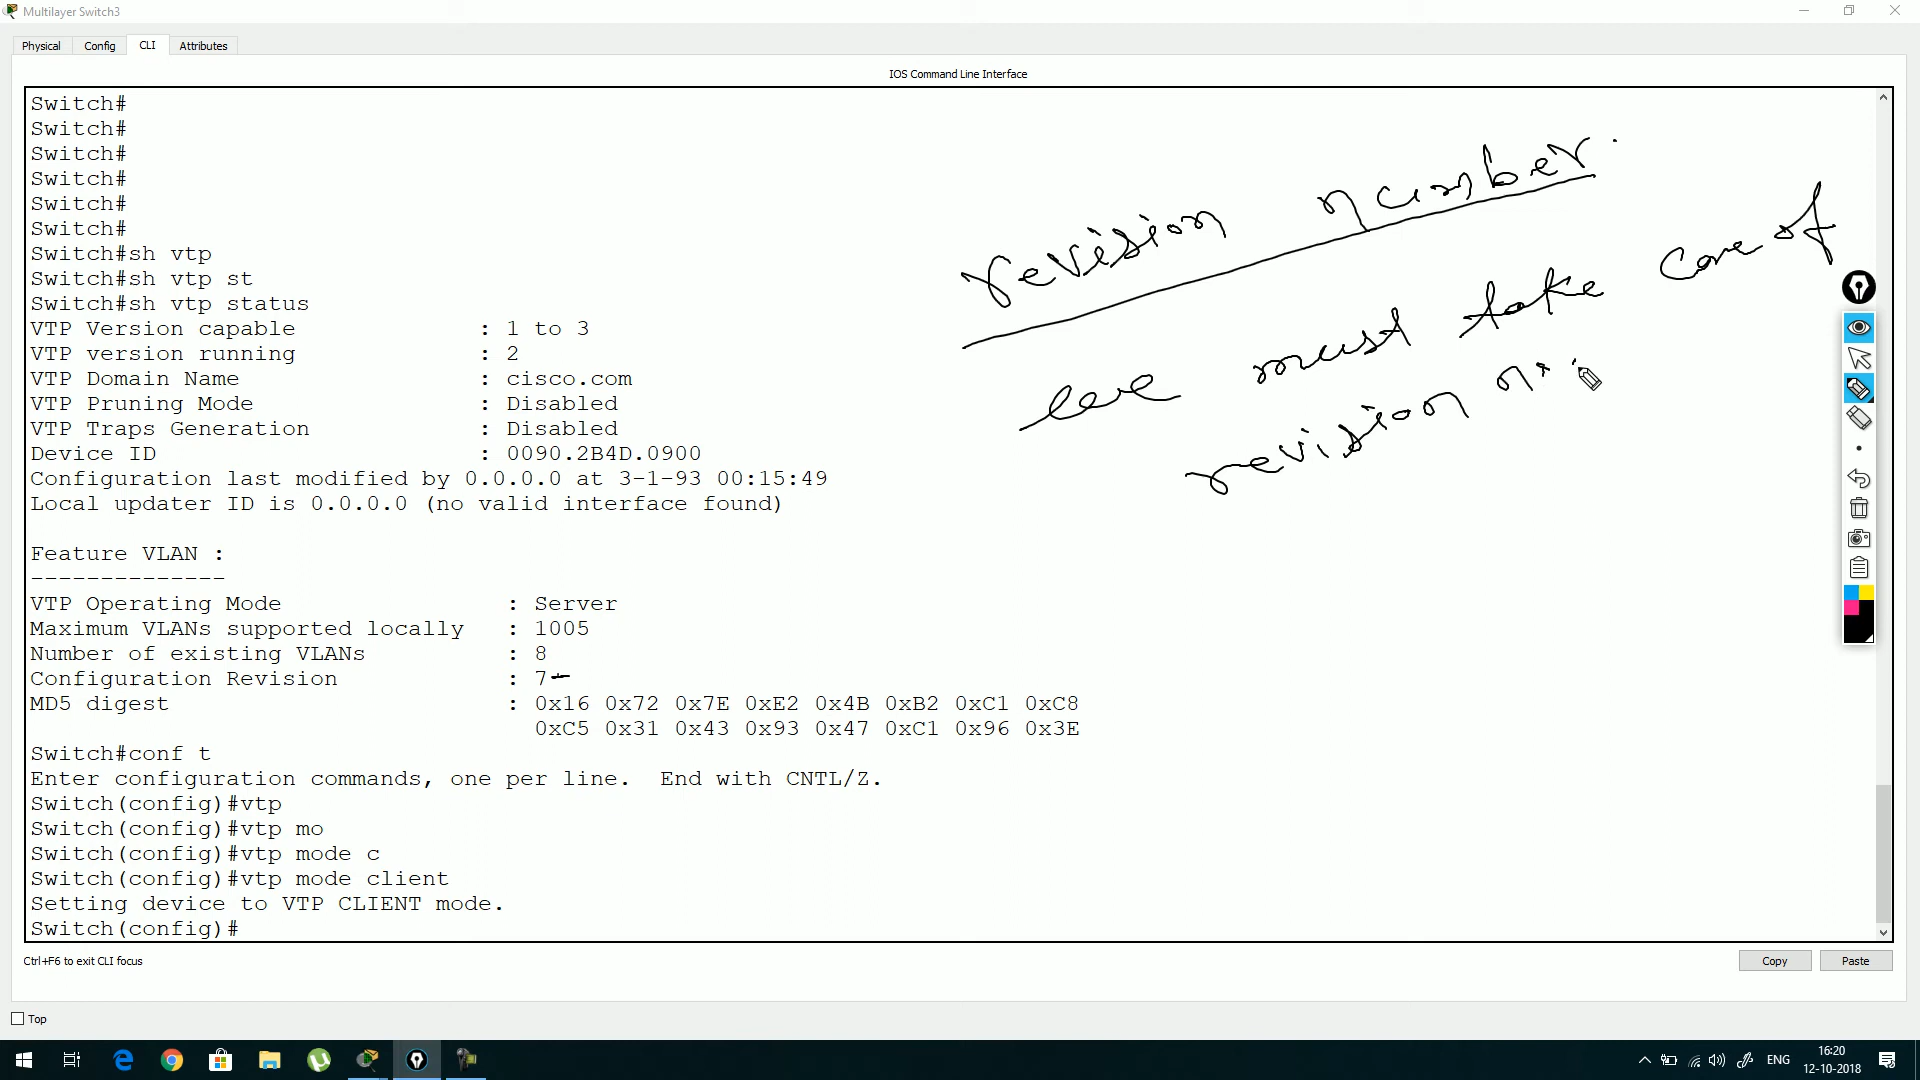 Multilayer Switch3
Physical Config CLI Attributes
IOS Command Line Interface
Switch#
Switch#
Switch#
Switch#
Switch#
Switch#
Switch#sh vtp
Switch#sh vtp st
Switch#sh vtp status
VTP Version capable : 1 to 3
VTP version running : 2
VTP Domain Name : cisco.com
VTP Pruning Mode : Disabled
VTP Traps Generation : Disabled
Device ID : 0090.2B4D.0900
Configuration last modified by 0.0.0.0 at 3-1-93 00:15:49
Local updater ID is 0.0.0.0 (no valid interface found)
Feature VLAN :
--------------
VTP Operating Mode : Server
Maximum VLANs supported locally : 1005
Number of existing VLANs : 8
Configuration Revision : 7
MD5 digest : 0x16 0x72 0x7E 0xE2 0x4B 0xB2 0xC1 0xC8
0xC5 0x31 0x43 0x93 0x47 0xC1 0x96 0x3E
Switch#conf t
Enter configuration commands, one per line. End with CNTL/Z.
Switch(config)#vtp
Switch(config)#vtp mo
Switch(config)#vtp mode c
Switch(config)#vtp mode client
Setting device to VTP CLIENT mode.
Switch(config)#
revision number.
we must take care of
revision
Ctrl+F6 to exit CLI focus
Copy Paste
Top
ENG
16:20
12-10-2018